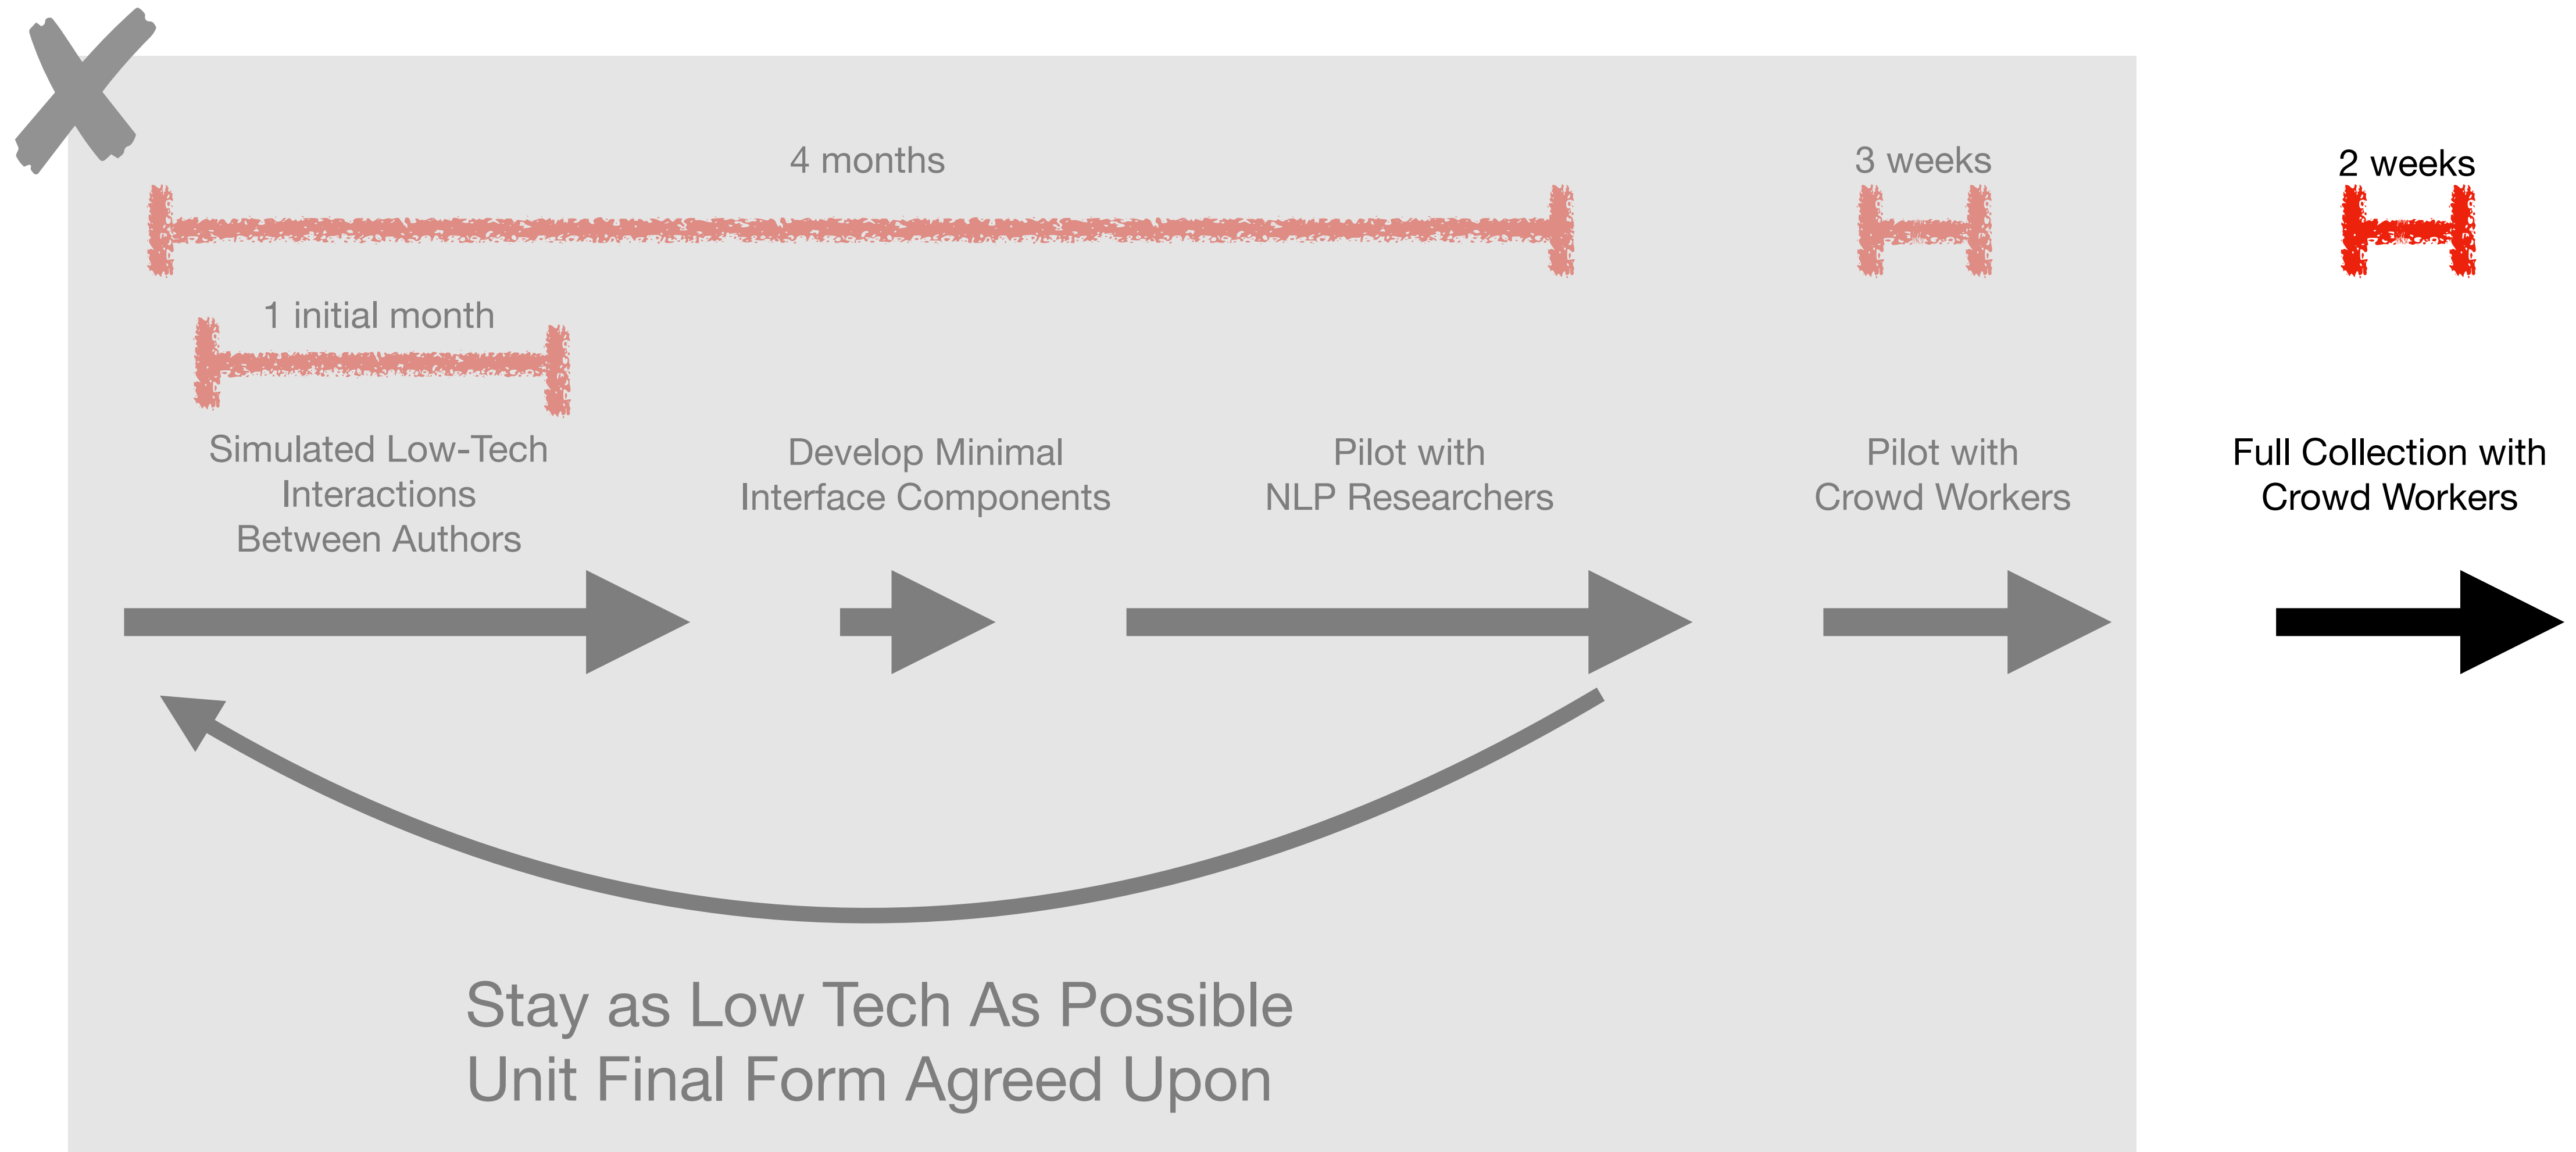 4 months
3 weeks
2 weeks
1 initial month
Simulated Low-Tech
Interactions
Between Authors
Develop Minimal
Interface Components
Pilot with
NLP Researchers
Pilot with
Crowd Workers
Full Collection with
Crowd Workers
Stay as Low Tech As Possible
Unit Final Form Agreed Upon